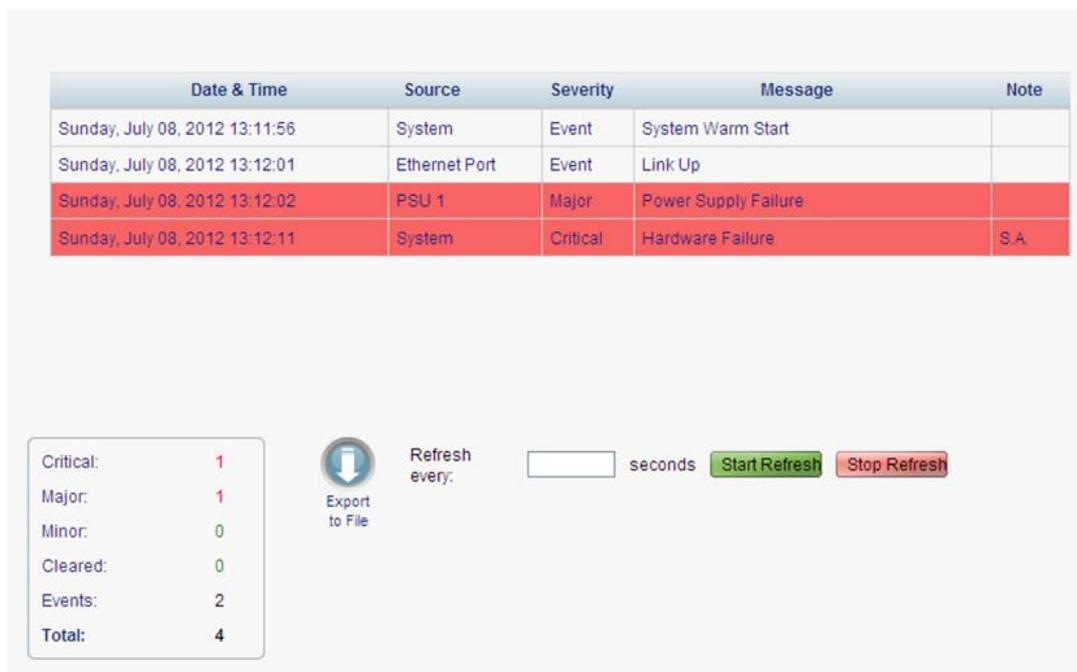 Date & Time Source Severity Message Note
Sunday, July 08, 2012 13:11:56 System Event System Warm Start
Sunday, July 08, 2012 13:12:01 Ethernet Port Event Link Up
Sunday, July 08, 2012 13:12:02 PSU 1 Major Power Supply Failure
Sunday, July 08, 2012 13:12:11 System Critical Hardware Failure S.A.
Critical: 1
Major: 1
Minor: 0
Cleared: 0
Events: 2
Total: 4
Export
to File
Refresh
every:
seconds Start Refresh Stop Refresh